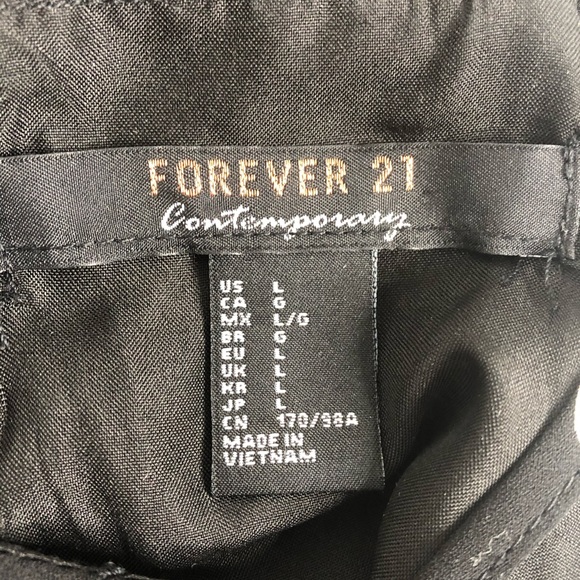 FOREVER 21
Contemporary
US L
CA G
MX L/G
BR G
EU L
UK L
KR L
JP L
CN 170/98A
MADE IN
VIETNAM